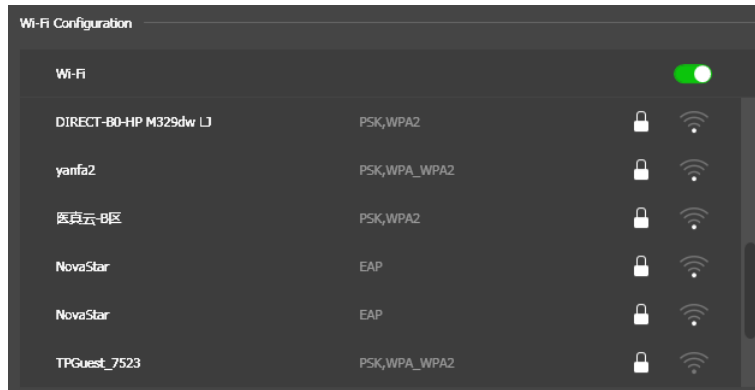 Wi-Fi Configuration
Wi-Fi
DIRECT-B0-HP M329dw LJ PSK,WPA2
yanfa2 PSK,WPA_WPA2
医真云-B区 PSK,WPA2
NovaStar EAP
NovaStar EAP
TPGuest_7523 PSK,WPA_WPA2